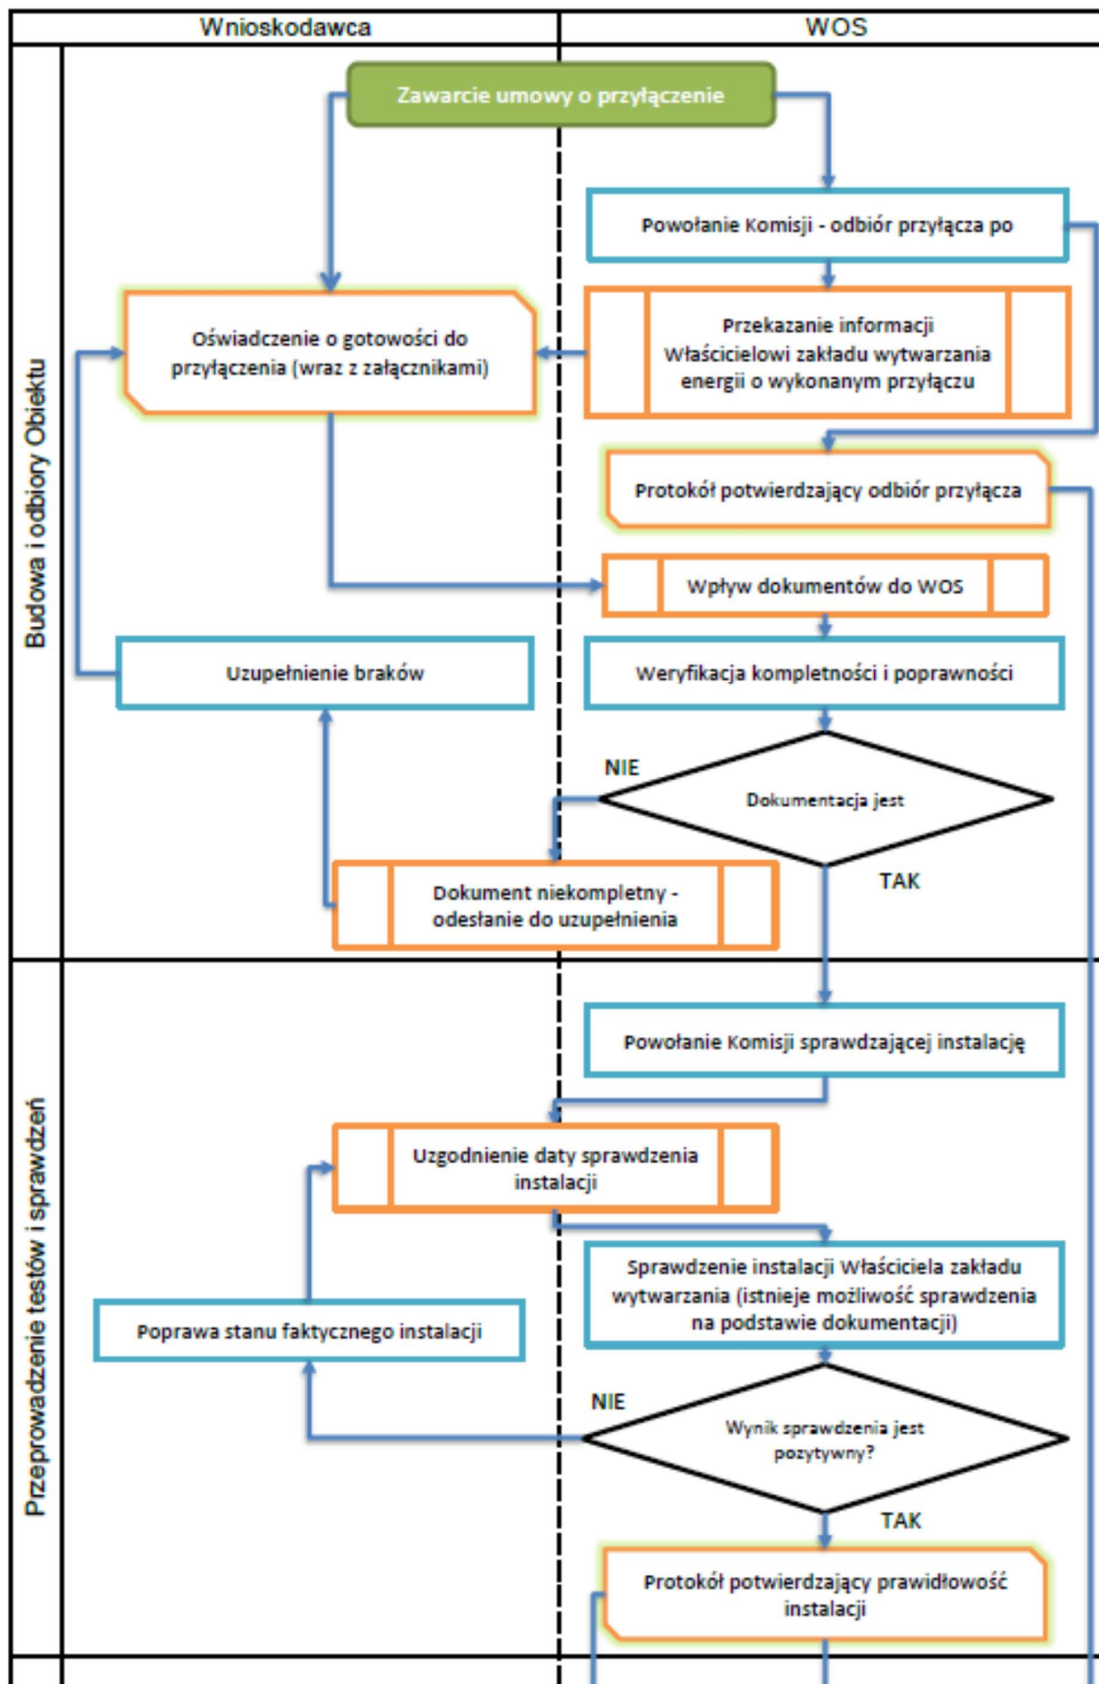 Wnioskodawca
WOS
Budowa i odbiory Obiektu
Zawarcie umowy o przyłączenie
Powołanie Komisji - odbiór przyłącza po
Oświadczenie o gotowości do
przyłączenia (wraz z załącznikami)
Przekazanie informacji
Właścicielowi zakładu wytwarzania
energii o wykonanym przyłączu
Protokół potwierdzający odbiór przyłącza
Wpływ dokumentów do WOS
Uzupełnienie braków
Weryfikacja kompletności i poprawności
NIE
Dokumentacja jest
TAK
Dokument niekompletny -
odesłanie do uzupełnienia
Przeprowadzenie testów i sprawdzeń
Powołanie Komisji sprawdzającej instalację
Uzgodnienie daty sprawdzenia
instalacji
Sprawdzenie instalacji Właściciela zakładu
wytwarzania (istnieje możliwość sprawdzenia
na podstawie dokumentacji)
Poprawa stanu faktycznego instalacji
NIE
Wynik sprawdzenia jest
pozytywny?
TAK
Protokół potwierdzający prawidłowość
instalacji